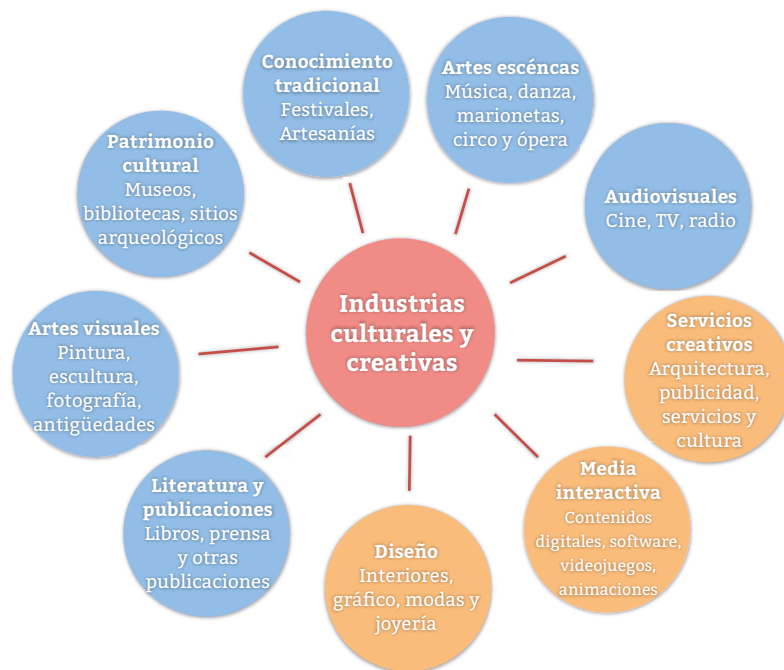 Conocimiento
tradicional
Festivales,
Artesanías
Artes escéncas
Música, danza,
marionetas,
circo y ópera
Patrimonio
cultural
Museos,
bibliotecas, sitios
arqueológicos
Audiovisuales
Cine, TV, radio
Industrias
culturales y
creativas
Artes visuales
Pintura,
escultura,
fotografía,
antigüedades
Servicios
creativos
Arquitectura,
publicidad,
servicios y
cultura
Literatura y
publicaciones
Libros, prensa
y otras
publicaciones
Media
interactiva
Contenidos
digitales, software,
videojuegos,
animaciones
Diseño
Interiores,
gráfico, modas y
joyería